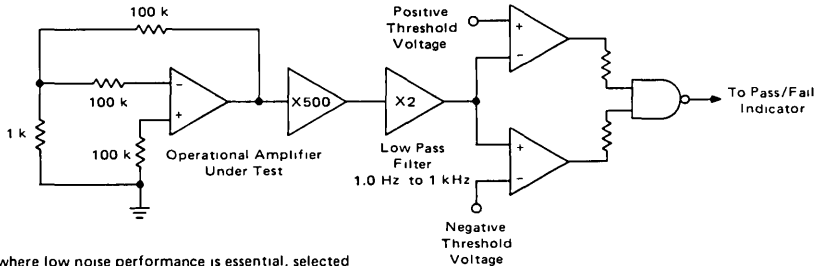 100 k
Positive
Threshold
Voltage
+
-
100 k
-
+
X500
X2
To Pass/Fail
Indicator
1 k
100 k
Operational Amplifier
Under Test
Low Pass
Filter
1.0 Hz to 1 kHz
+
-
Negative
Threshold
Voltage
where low noise performance is essential, selected